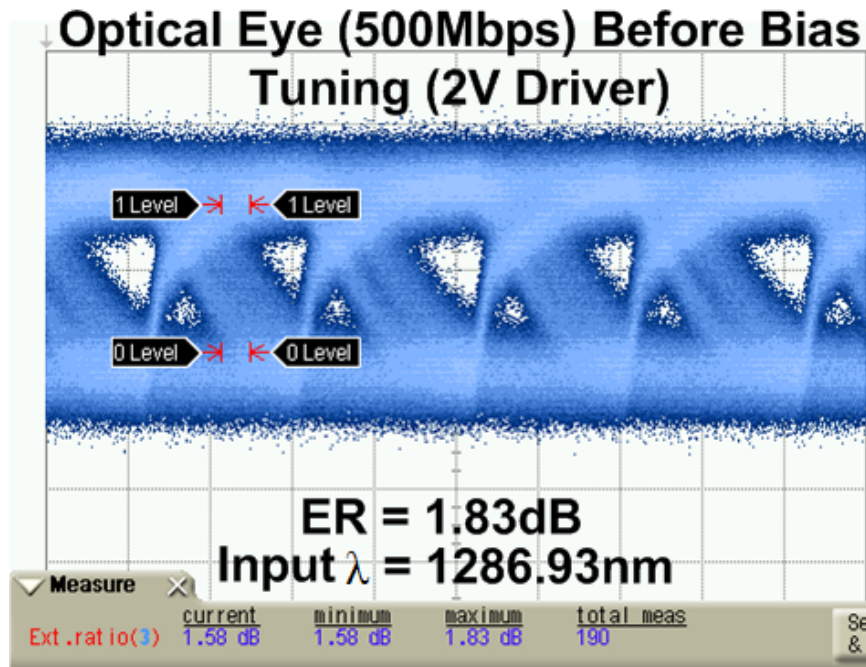 Optical Eye (500Mbps) Before Bias
Tuning (2V Driver)
1 Level 1 Level
0 Level 0 Level
ER = 1.83dB
Input λ = 1286.93nm
Measure
current minimum maximum total meas
Ext.ratio(3) 1.58 dB 1.58 dB 1.83 dB 190
Se
&